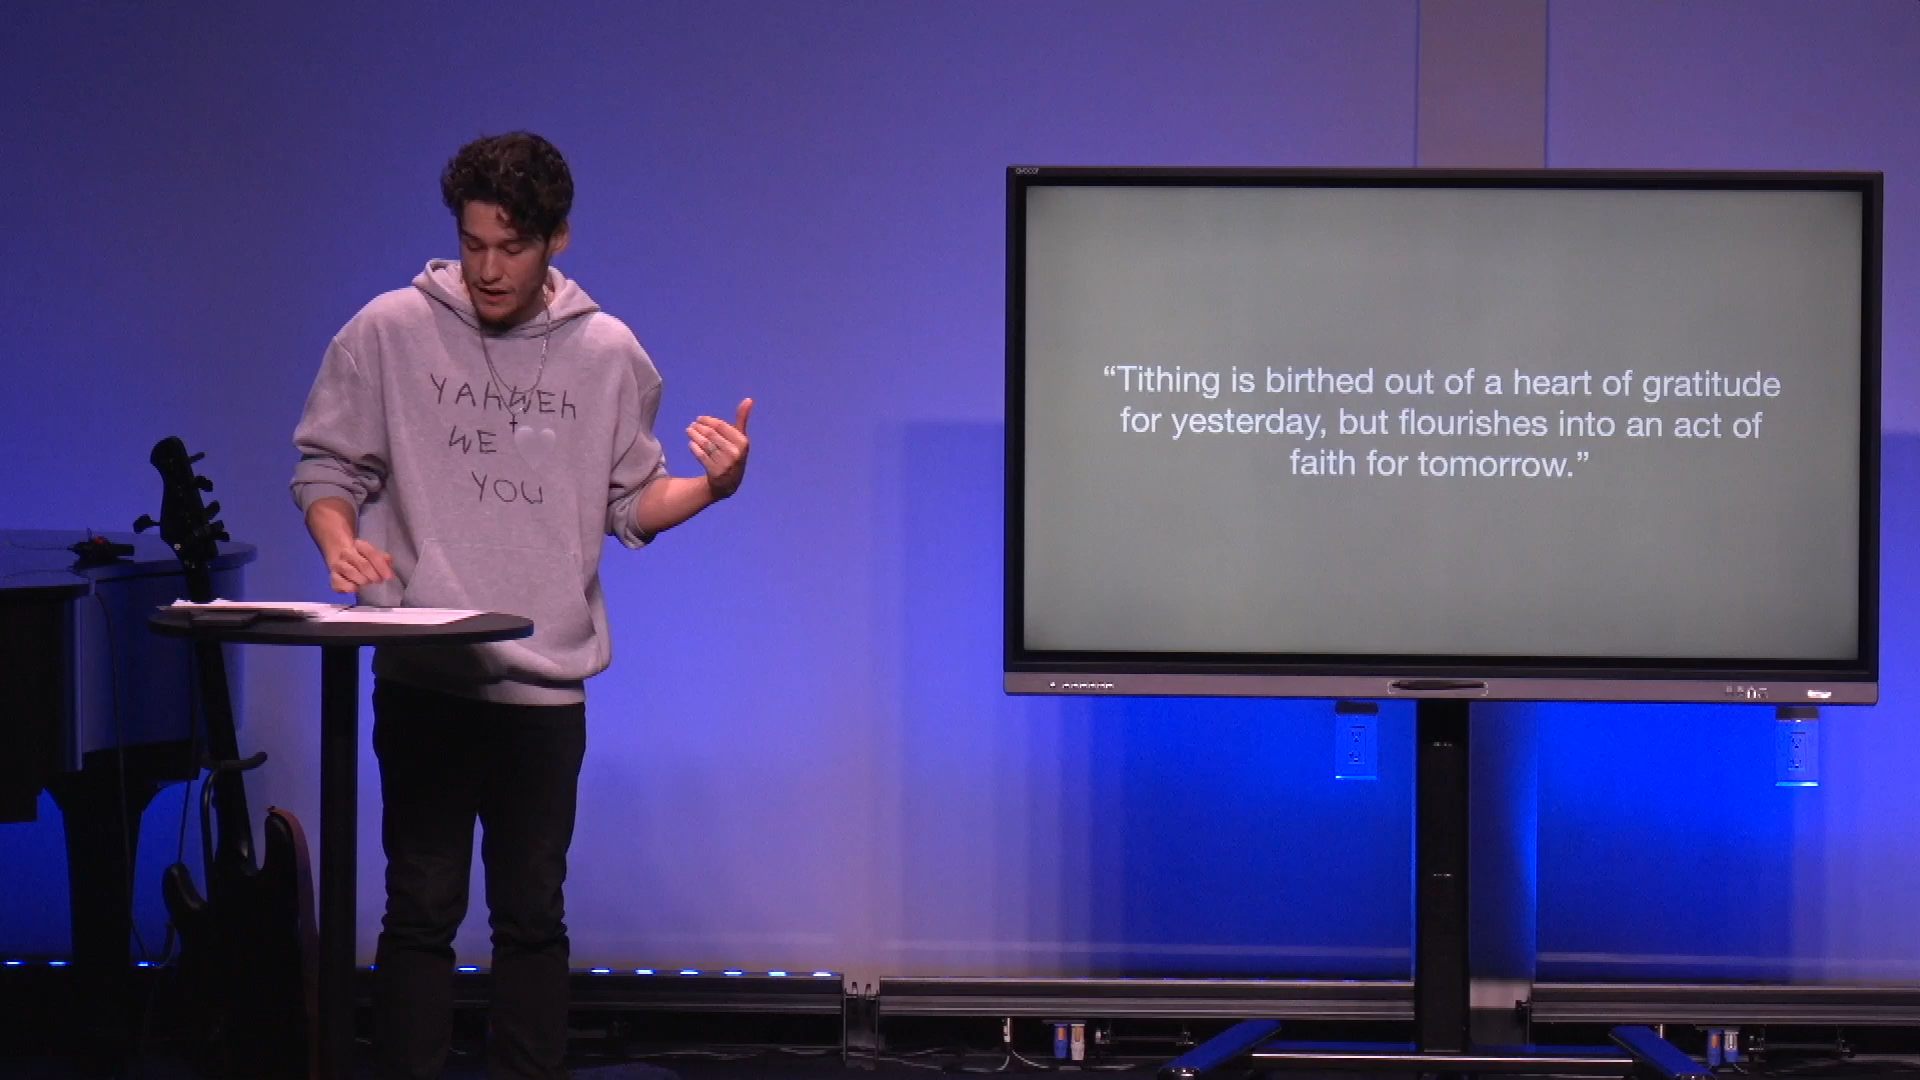 YAHWEH
WE
YOU
avocor
“Tithing is birthed out of a heart of gratitude
for yesterday, but flourishes into an act of
faith for tomorrow.”